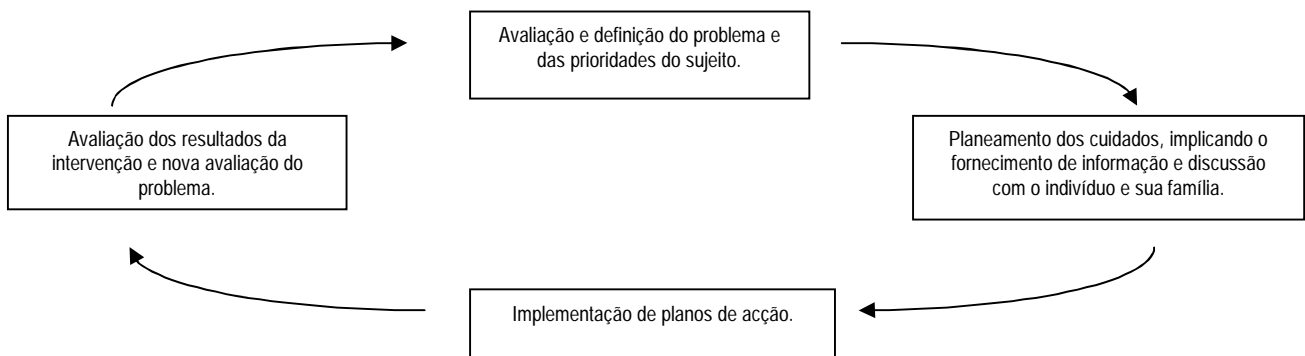 Avaliação e definição do problema e
das prioridades do sujeito.
Planeamento dos cuidados, implicando o
fornecimento de informação e discussão
com o indivíduo e sua família.
Implementação de planos de acção.
Avaliação dos resultados da
intervenção e nova avaliação do
problema.